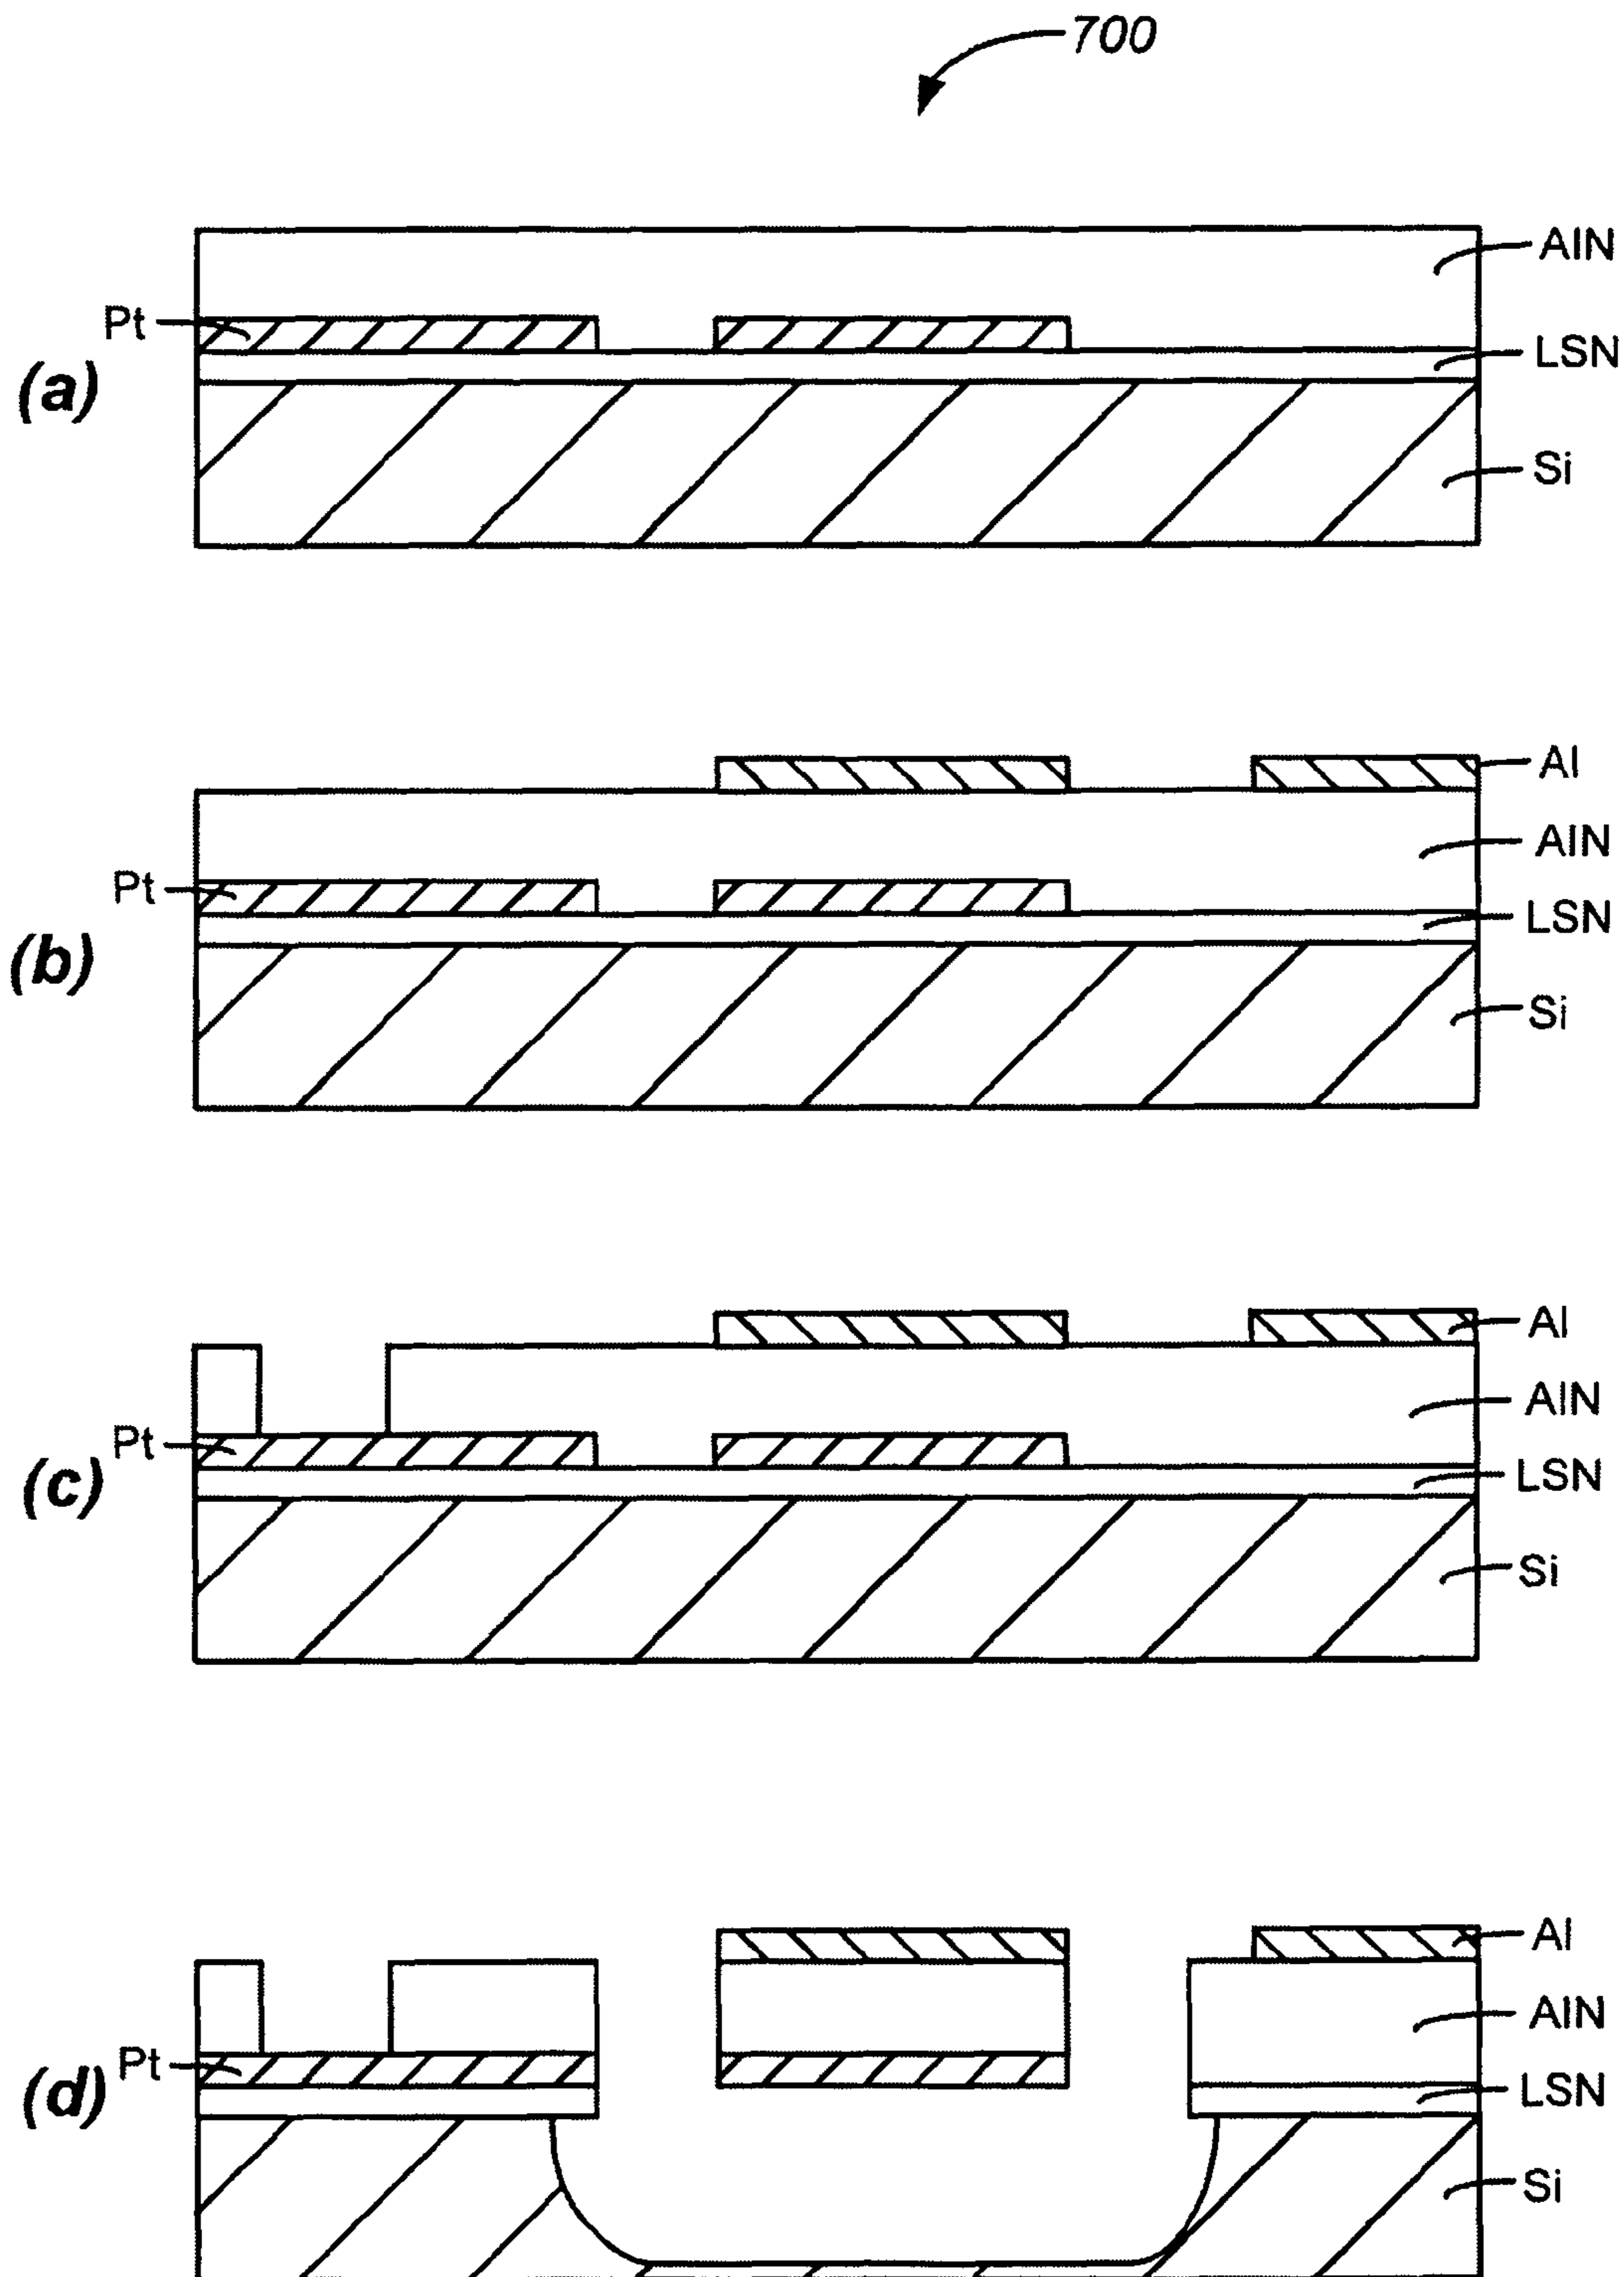 700
AlN
Pt
LSN
(a)
Si
Al
AlN
Pt
LSN
(b)
Si
Al
AlN
Pt
LSN
(c)
Si
Al
AlN
Pt
LSN
(d)
Si